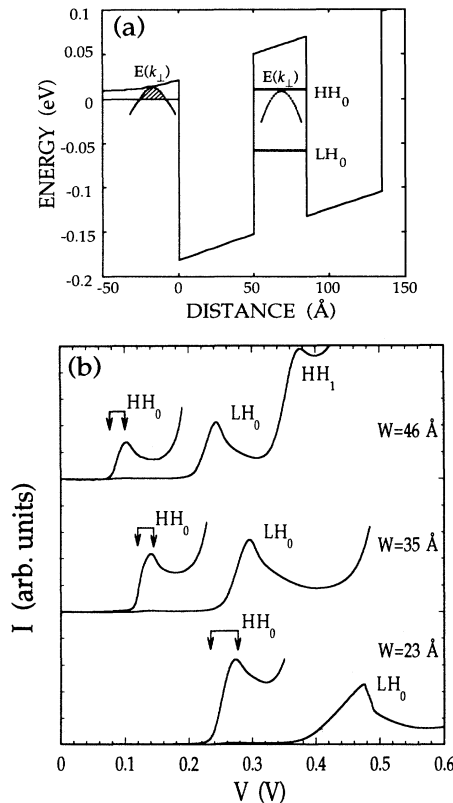 (a)
0.1
0.05
0
-0.05
-0.1
-0.15
-0.2
ENERGY (eV)
E(k⊥)
E(k⊥)
HH0
LH0
-50 0 50 100 150
DISTANCE (Å)
(b)
HH0
LH0
HH1
W=46 Å
HH0
LH0
W=35 Å
HH0
LH0
W=23 Å
I (arb. units)
0 0.1 0.2 0.3 0.4 0.5 0.6
V (V)